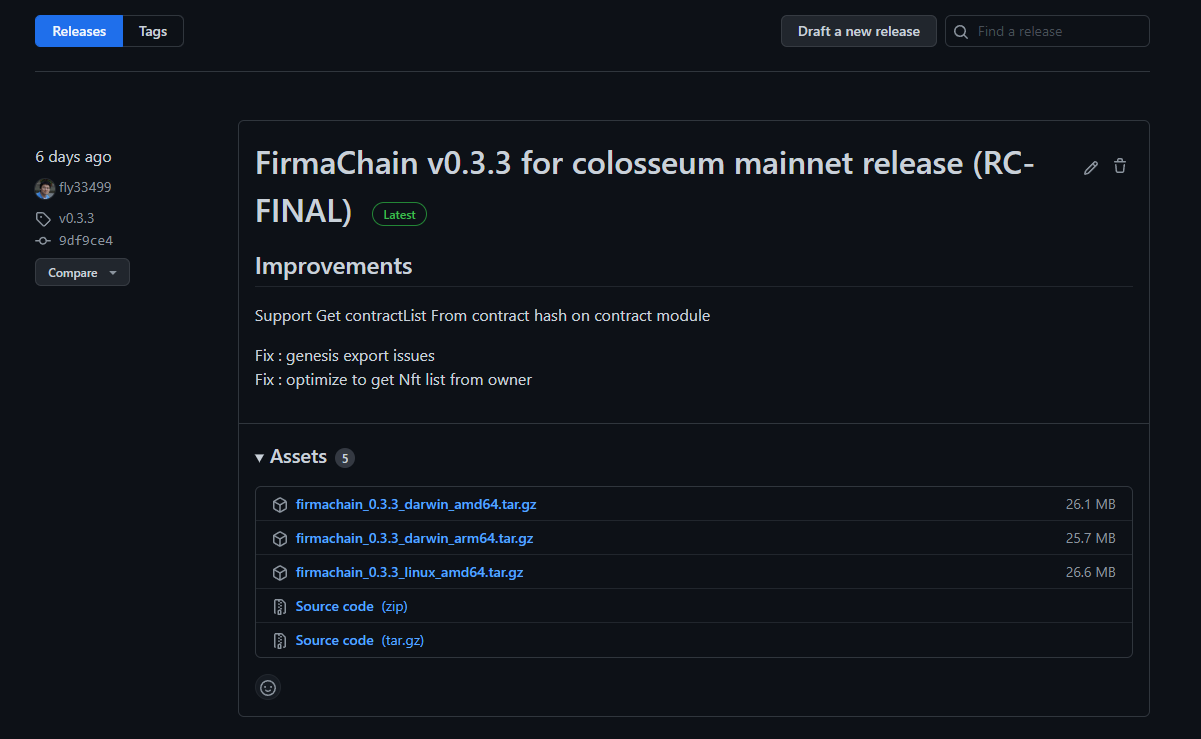 Releases
Tags
Draft a new release
Find a release
6 days ago
fly33499
v0.3.3
9df9ce4
Compare
FirmaChain v0.3.3 for colosseum mainnet release (RC-
FINAL)
Latest
Improvements
Support Get contractList From contract hash on contract module
Fix : genesis export issues
Fix : optimize to get Nft list from owner
Assets 5
firmachain_0.3.3_darwin_amd64.tar.gz 26.1 MB
firmachain_0.3.3_darwin_arm64.tar.gz 25.7 MB
firmachain_0.3.3_linux_amd64.tar.gz 26.6 MB
Source code (zip)
Source code (tar.gz)